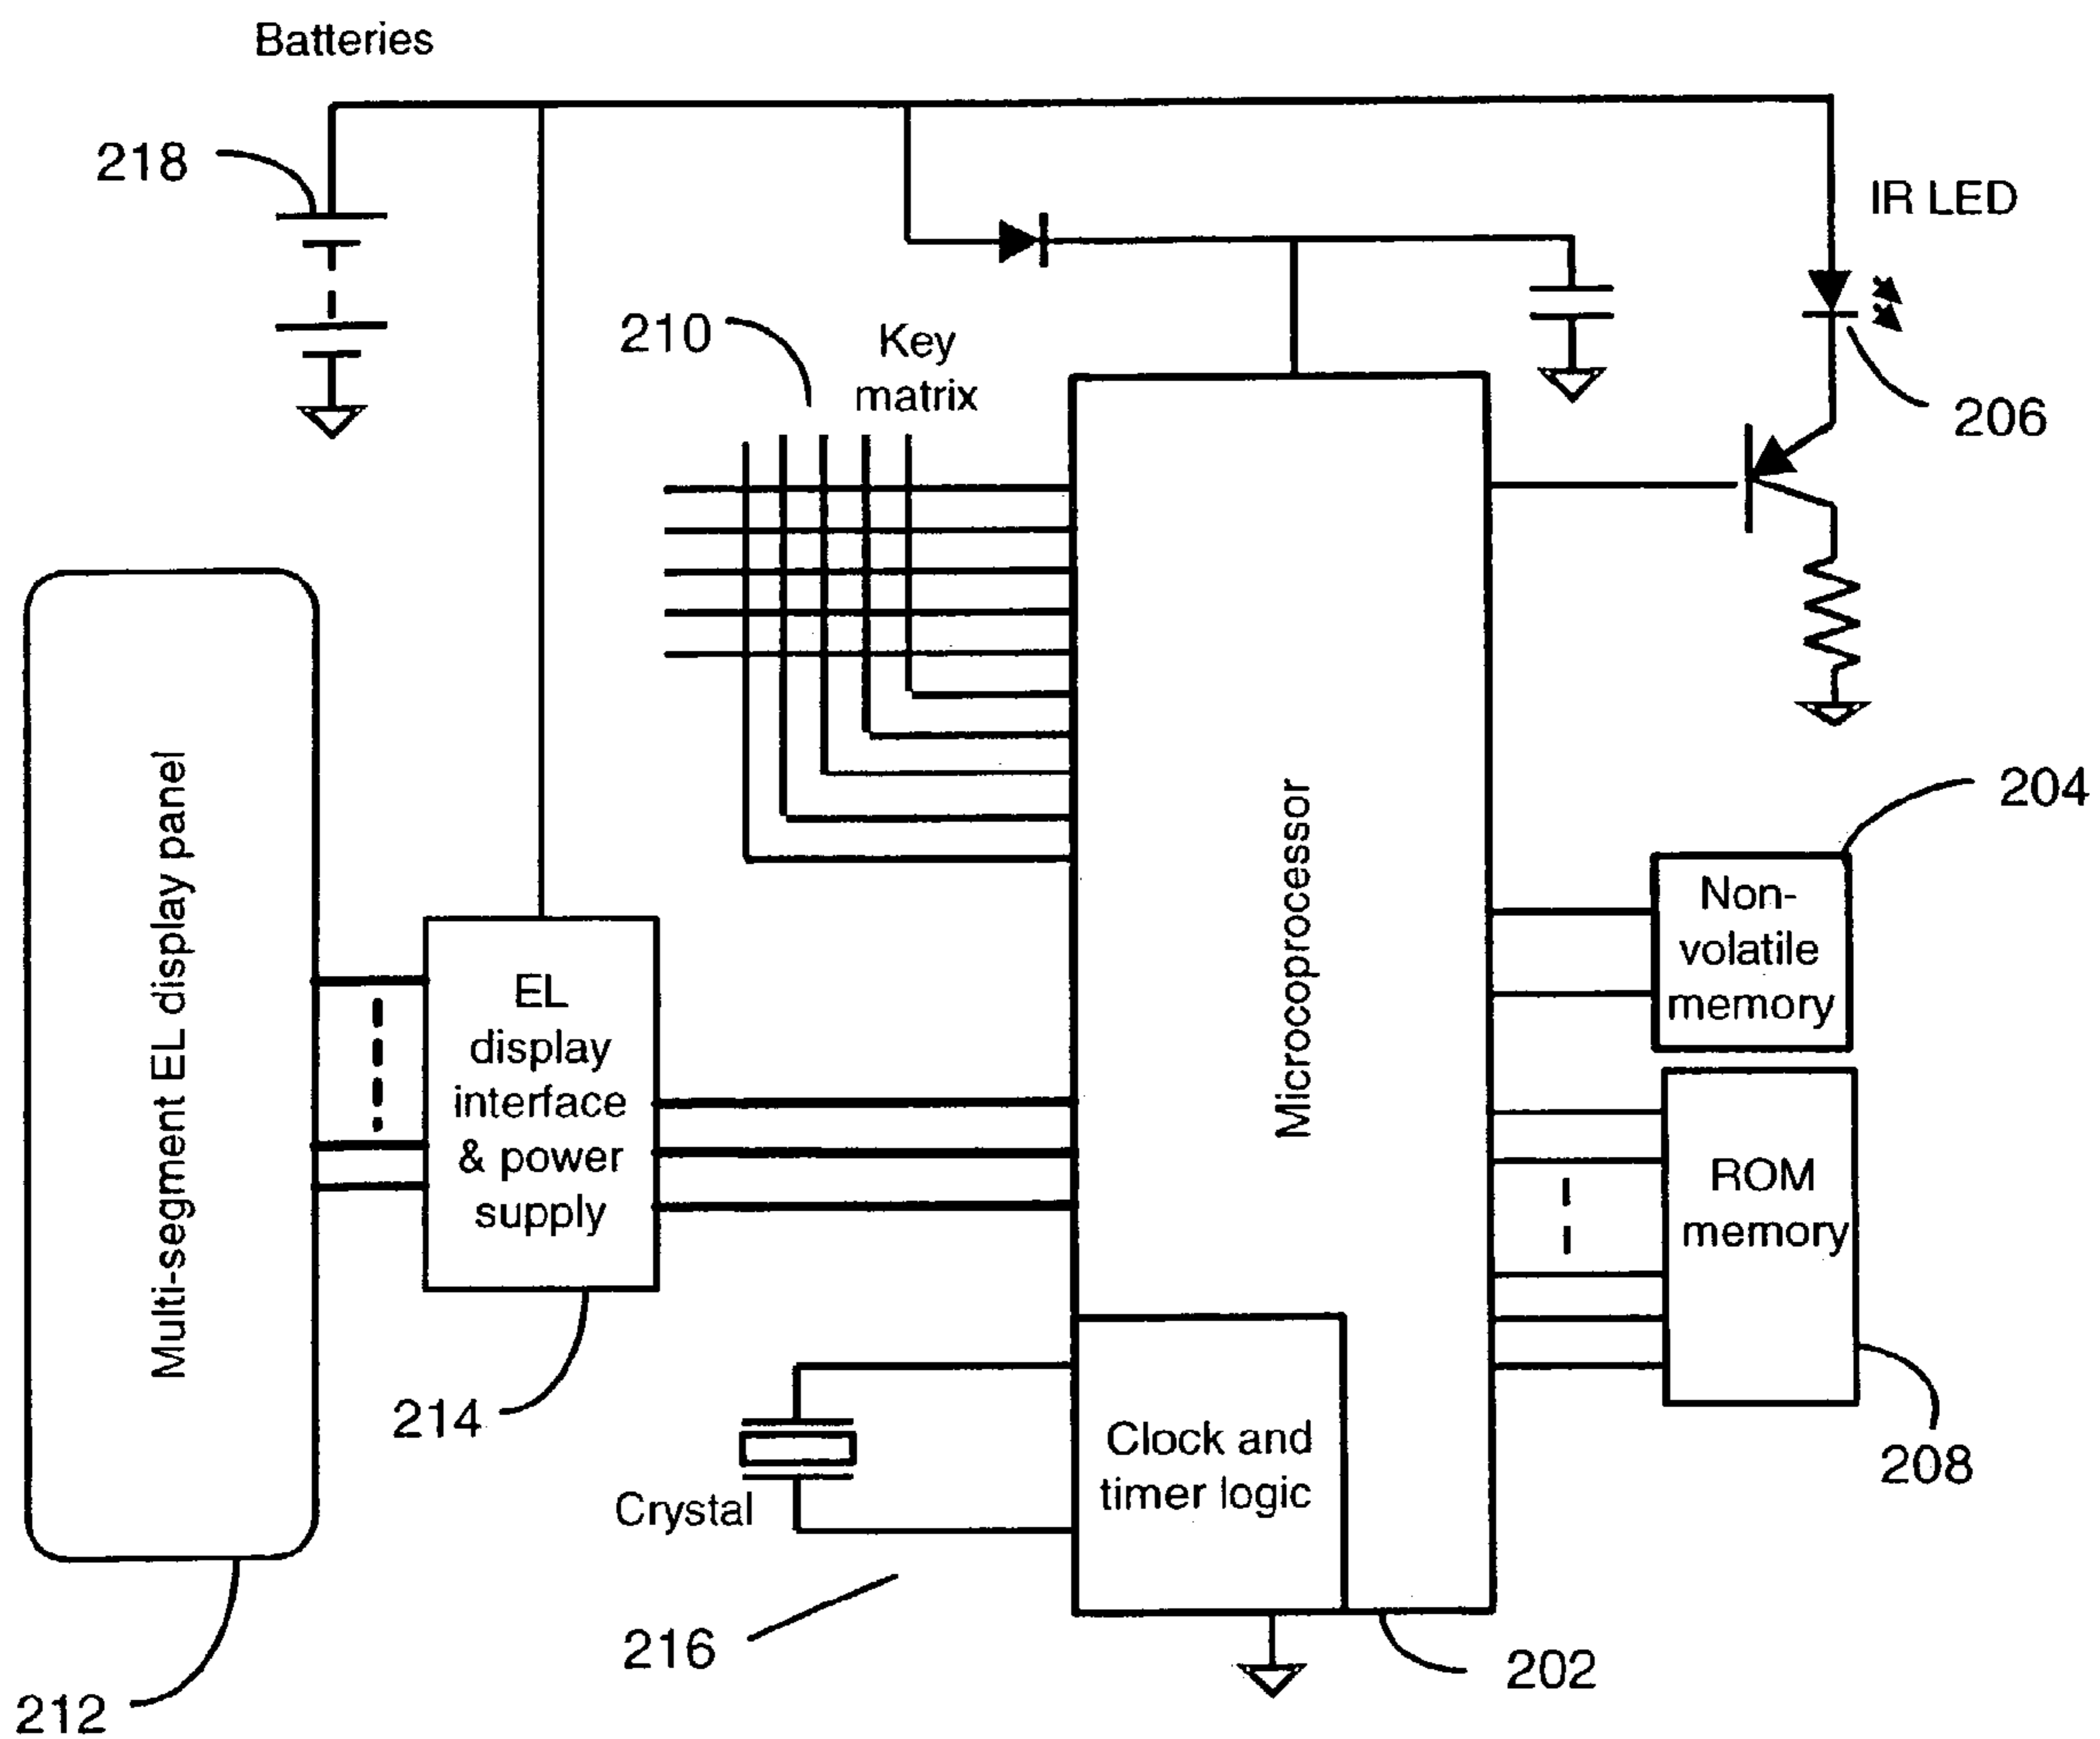 Batteries
218
IR LED
210
Key
matrix
206
204
Non-
volatile
memory
Microcoprocessor
Multi-segment EL display panel
EL
display
interface
& power
supply
ROM
memory
214
Clock and
timer logic
208
Crystal
216
202
212